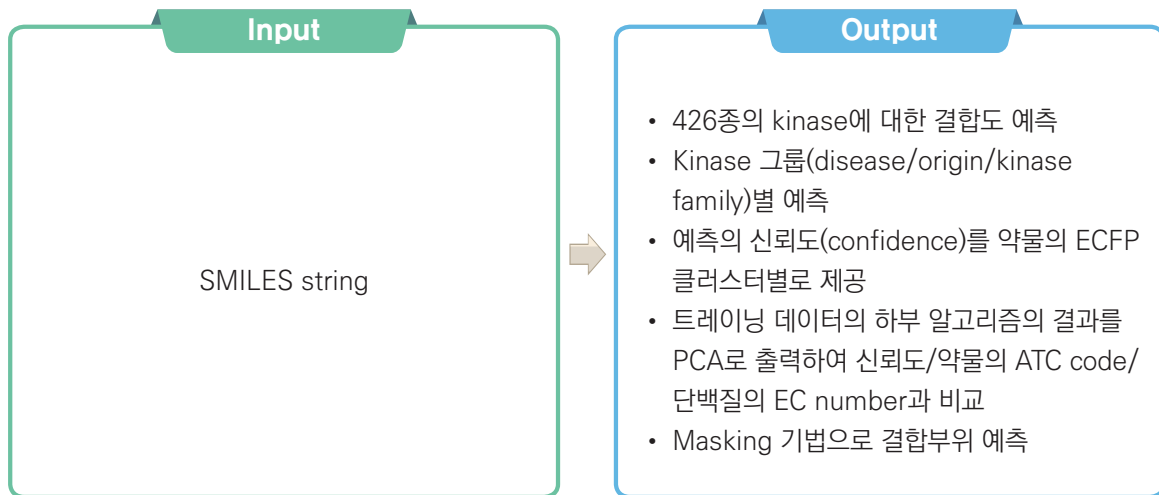 Input
SMILES string
Output
• 426종의 kinase에 대한 결합도 예측
• Kinase 그룹(disease/origin/kinase
family)별 예측
• 예측의 신뢰도(confidence)를 약물의 ECFP
클러스터별로 제공
• 트레이닝 데이터의 하부 알고리즘의 결과를
PCA로 출력하여 신뢰도/약물의 ATC code/
단백질의 EC number과 비교
• Masking 기법으로 결합부위 예측